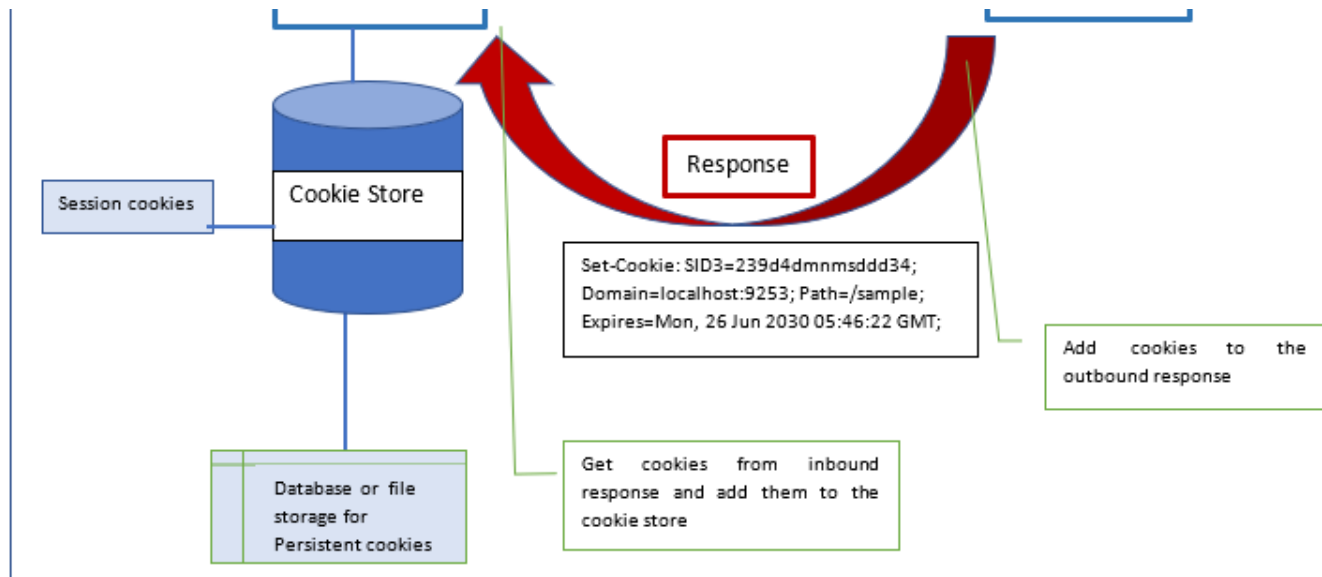 Response
Cookie Store
Session cookies
Set-Cookie: SID3=239d4dmnmsddd34;
Domain=localhost:9253; Path=/sample;
Expires=Mon, 26 Jun 2030 05:46:22 GMT;
Add cookies to the
outbound response
Get cookies from inbound
response and add them to the
cookie store
Database or file
storage for
Persistent cookies